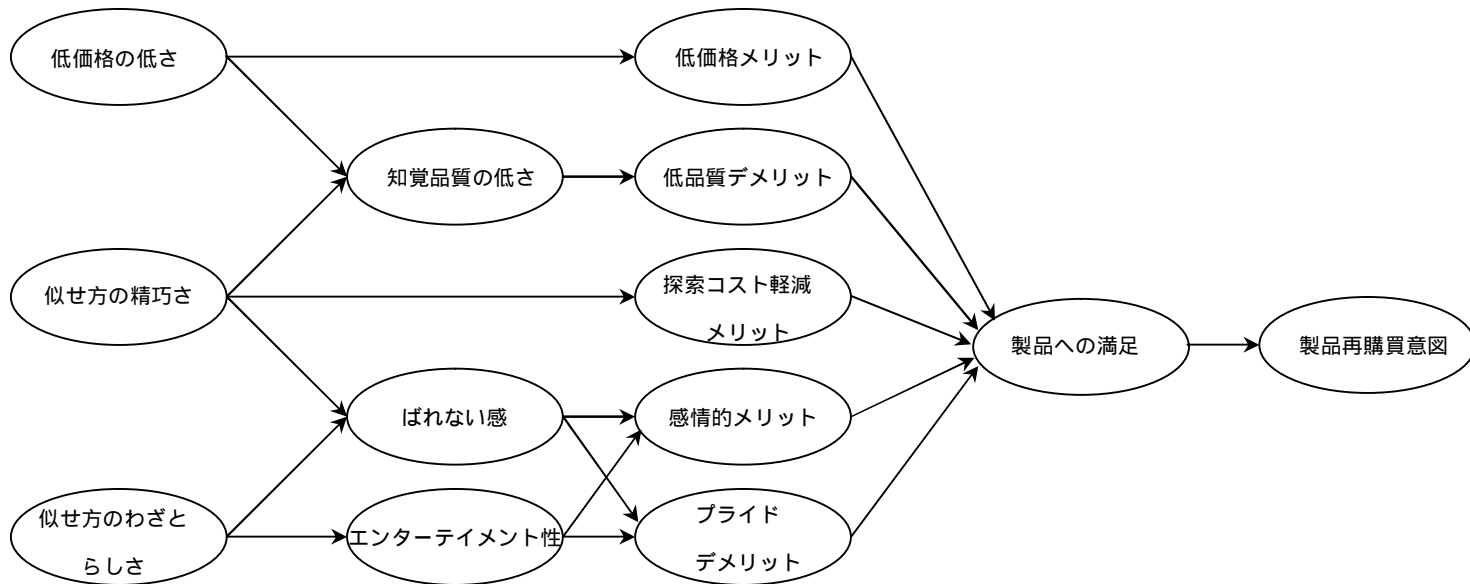 低価格の低さ
低価格メリット
知覚品質の低さ
低品質デメリット
似せ方の精巧さ
探索コスト軽減
メリット
製品への満足
製品再購買意図
ばれない感
感情的メリット
似せ方のわざと
らしさ
エンターテイメント性
プライド
デメリット